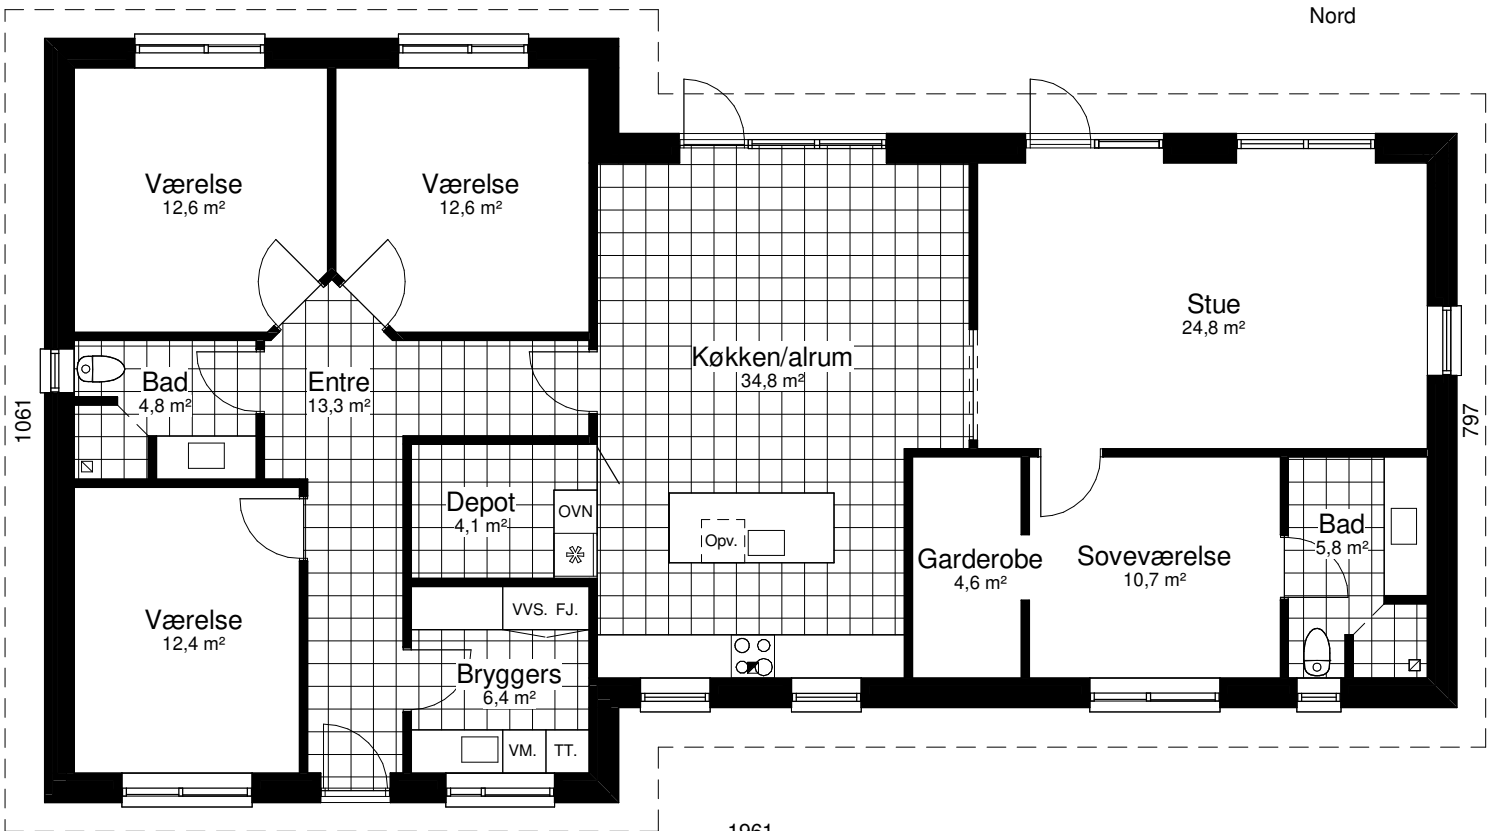 Nord
Værelse
12,6 m²
Værelse
12,6 m²
Stue
24,8 m²
Køkken/alrum
34,8 m²
Bad
4,8 m²
Entre
13,3 m²
1061
797
Depot
4,1 m²
OVN
Opv.
Bad
5,8 m²
Garderobe
4,6 m²
Soveværelse
10,7 m²
Værelse
12,4 m²
VVS. FJ.
Bryggers
6,4 m²
VM.
TT.
1961